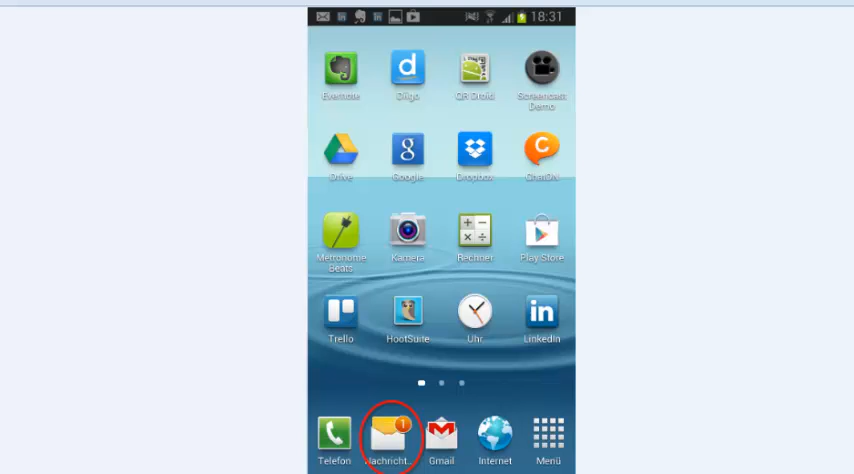 18:31
Evernote
Diigo
QR Droid
Screencast
Demo
Drive
Google
Dropbox
ChatON
Metronome
Beats
Kamera
Rechner
Play Store
Trello
HootSuite
Uhr
LinkedIn
1
Telefon
Nachricht...
Gmail
Internet
Menü